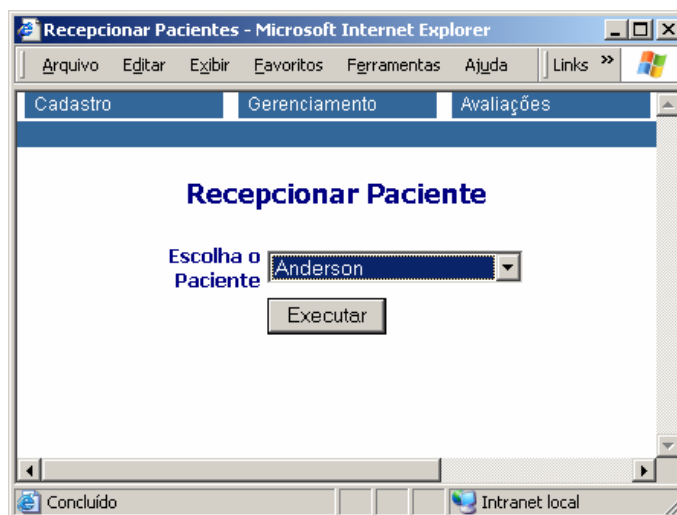 Recepcionar Pacientes - Microsoft Internet Explorer
Arquivo Editar Exibir Favoritos Ferramentas Ajuda Links »
Cadastro Gerenciamento Avaliações
Recepcionar Paciente
Escolha o
Paciente
Anderson
Executar
Concluído Intranet local